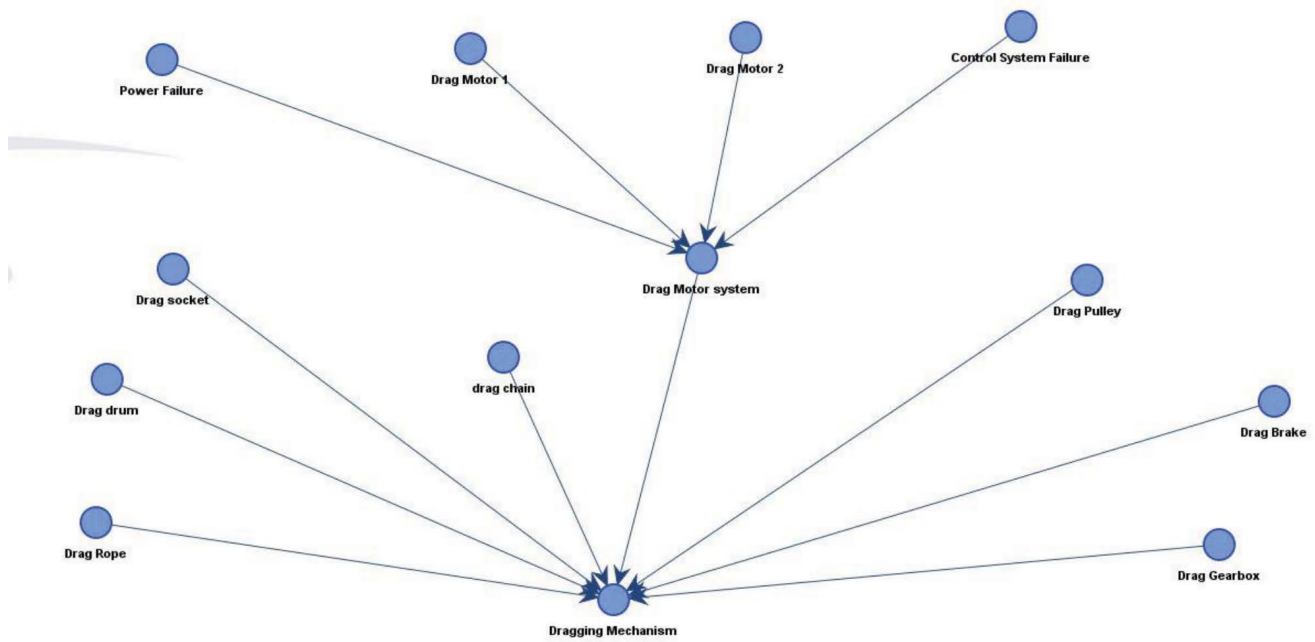 Power Failure
Drag Motor 1
Drag Motor 2
Control System Failure
Drag socket
Drag Motor system
Drag Pulley
Drag drum
drag chain
Drag Brake
Drag Rope
Drag Gearbox
Dragging Mechanism